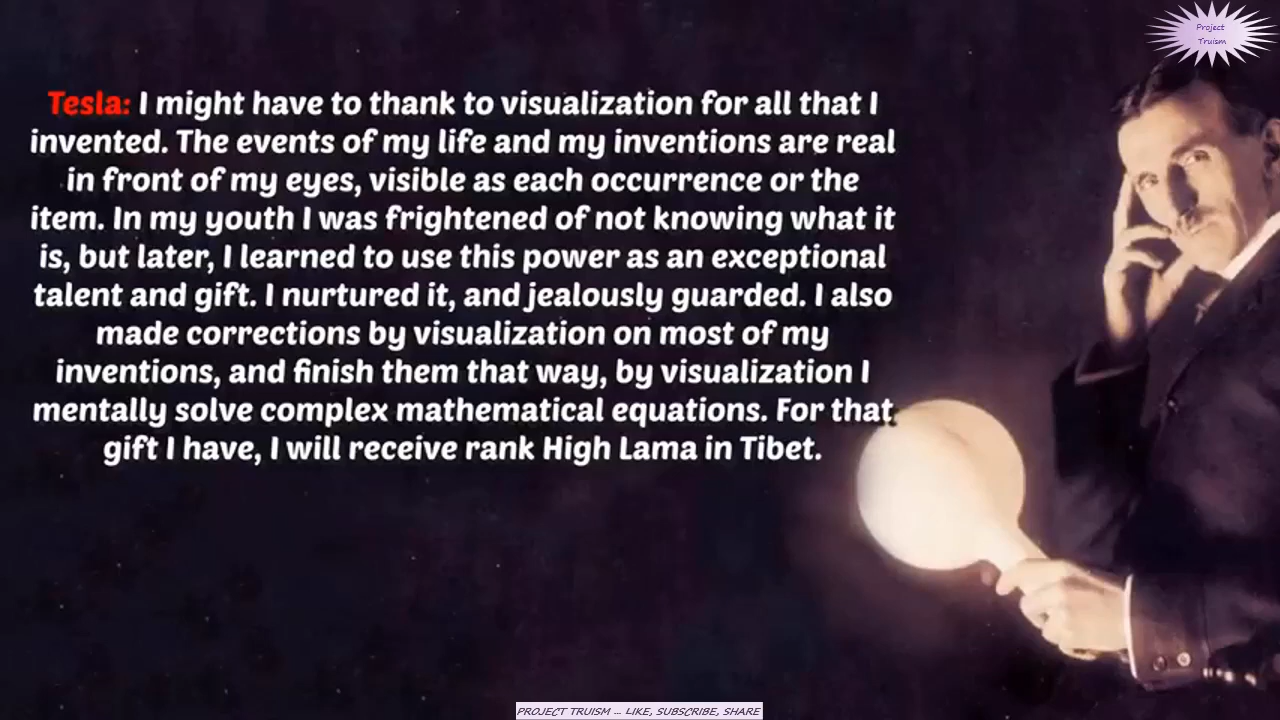 Project
Truism
Tesla: I might have to thank to visualization for all that I
invented. The events of my life and my inventions are real
in front of my eyes, visible as each occurrence or the
item. In my youth I was frightened of not knowing what it
is, but later, I learned to use this power as an exceptional
talent and gift. I nurtured it, and jealously guarded. I also
made corrections by visualization on most of my
inventions, and finish them that way, by visualization I
mentally solve complex mathematical equations. For that
gift I have, I will receive rank High Lama in Tibet.
PROJECT TRUISM ... LIKE, SUBSCRIBE, SHARE